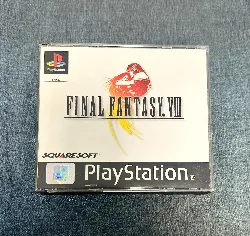 FINAL FANTASY. VIII
SQUARESOFT
PlayStation